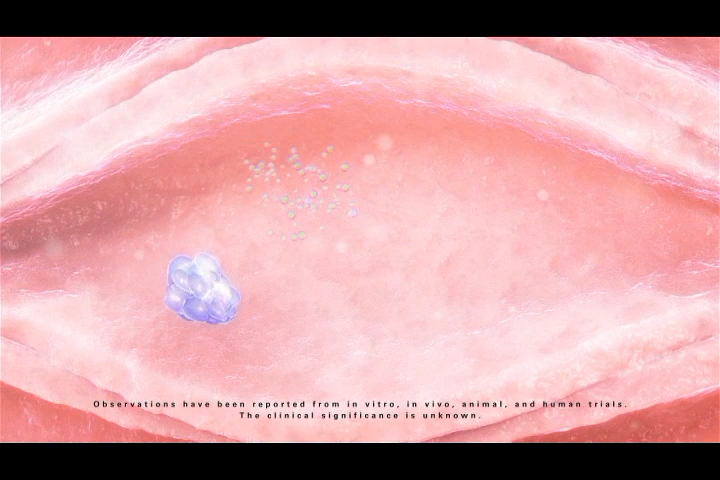 Observations have been reported from in vitro, in vivo, animal, and human trials.
The clinical significance is unknown.